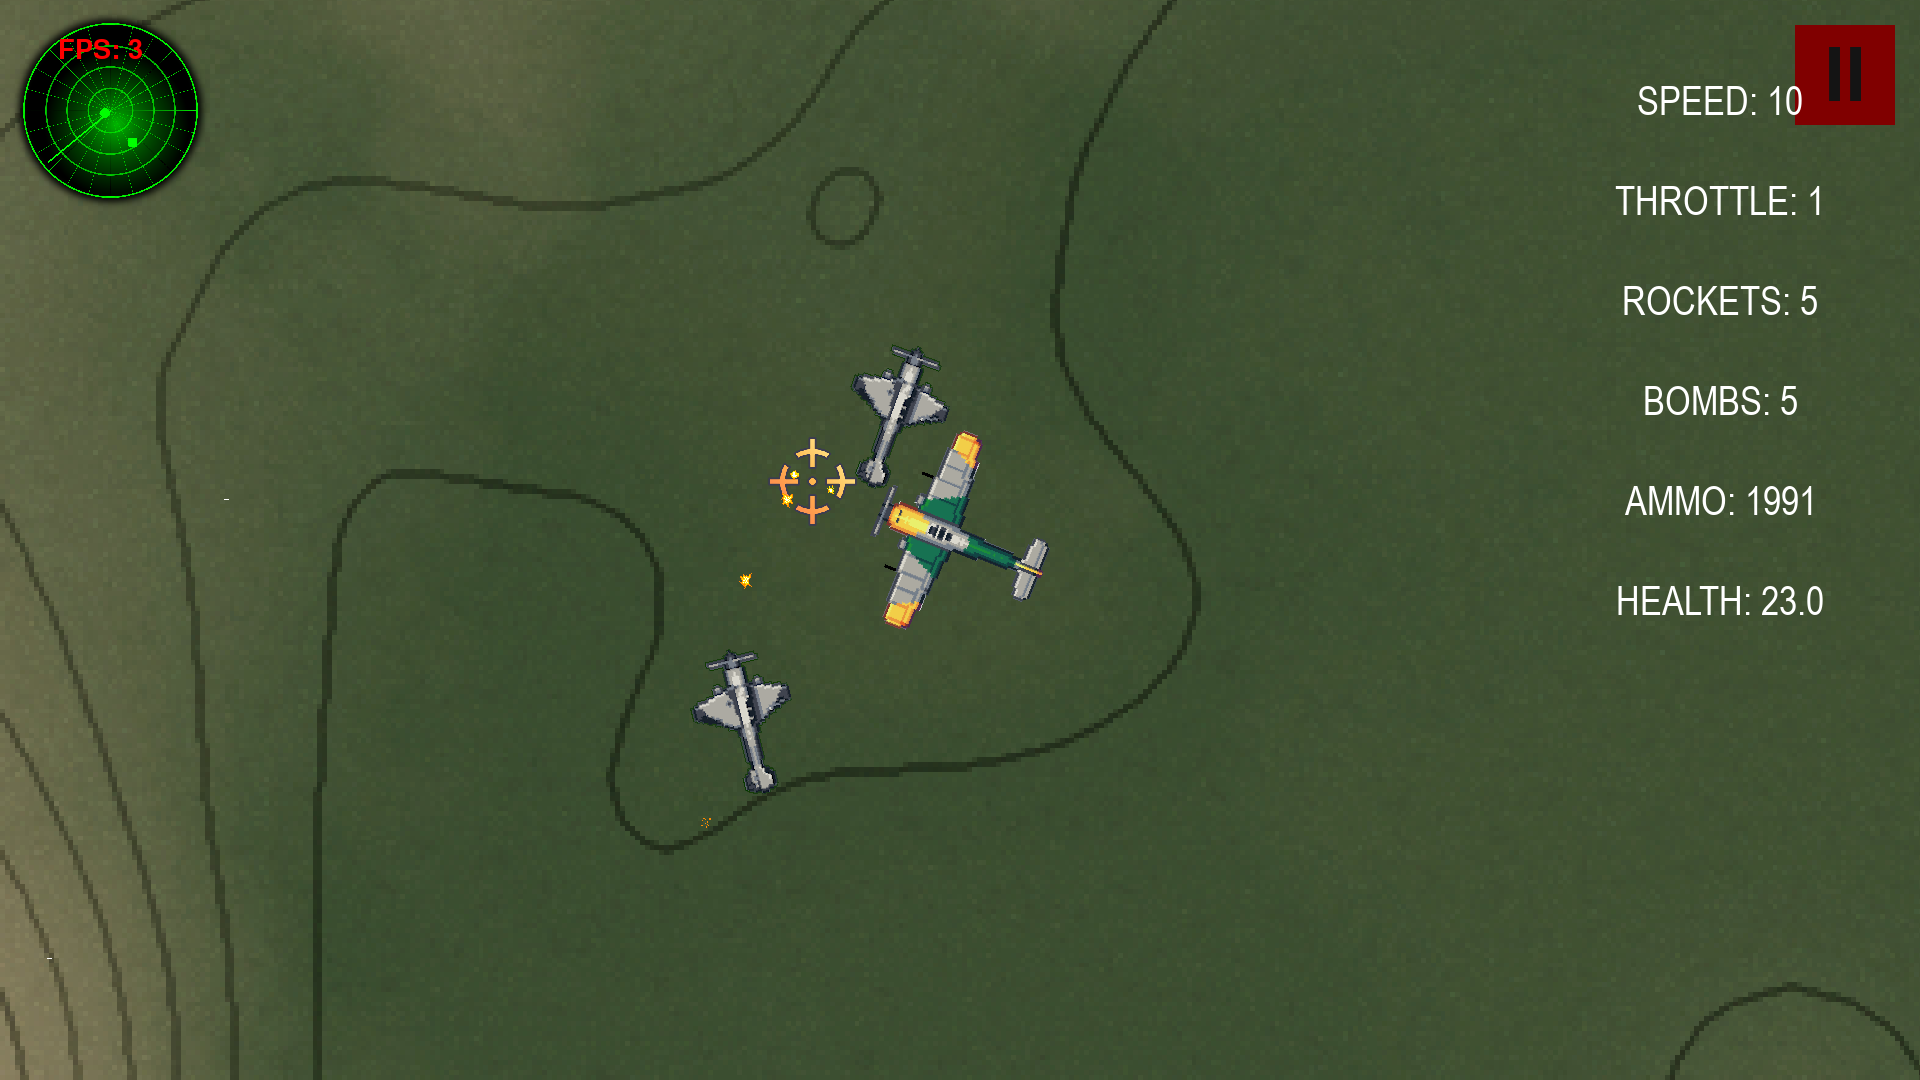 FPS: 3
SPEED: 10
THROTTLE: 1
ROCKETS: 5
BOMBS: 5
AMMO: 1991
HEALTH: 23.0